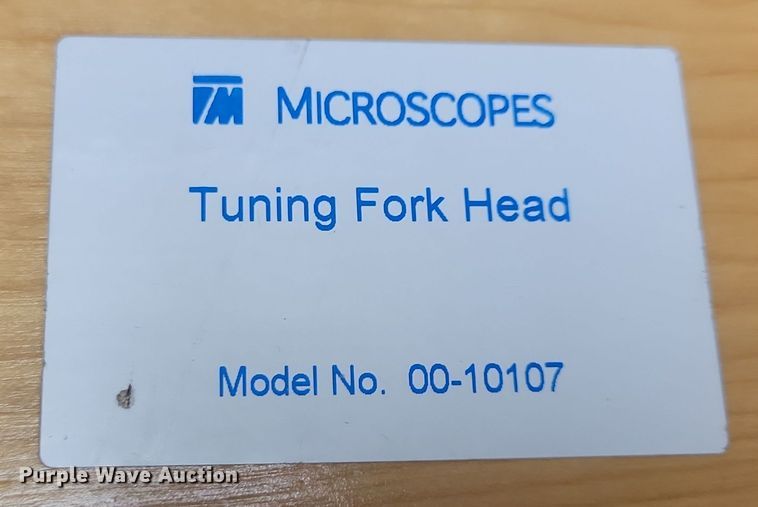 TM MICROSCOPES
Tuning Fork Head
Model No. 00-10107
Purple Wave Auction